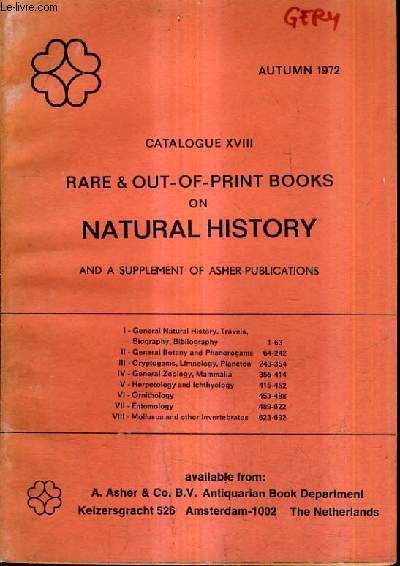 Le-livre.com
GERY
AUTUMN 1972
CATALOGUE XVIII
RARE & OUT-OF-PRINT BOOKS
ON
NATURAL HISTORY
AND A SUPPLEMENT OF ASHER-PUBLICATIONS
I - General Natural History, Travels,
Biography, Bibliography 1-63
II - General Botany and Phanerogams 64-242
III - Cryptogams, Limnology, Plancton 243-354
IV - General Zoology, Mammalia 355-414
V - Herpetology and Ichthyology 415-452
VI - Ornithology 453-488
VII - Entomology 489-622
VIII - Mollusca and other Invertebrates 623-692
available from:
A. Asher & Co. B.V. Antiquarian Book Department
Keizersgracht 526 Amsterdam-1002 The Netherlands